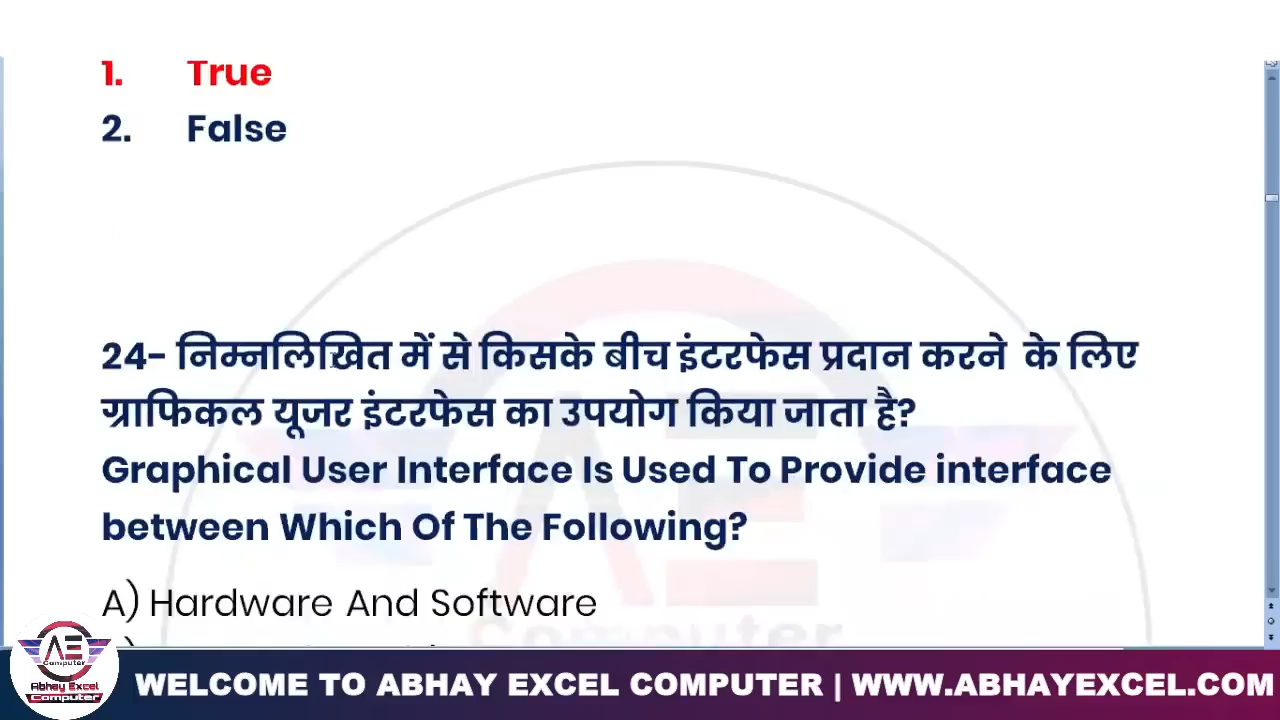 1. True
2. False
24- निम्नलिखित में से किसके बीच इंटरफेस प्रदान करने के लिए
ग्राफिकल यूजर इंटरफेस का उपयोग किया जाता है?
Graphical User Interface Is Used To Provide interface
between Which Of The Following?
A) Hardware And Software
AE
Computer
Abhay Excel
Computer
WELCOME TO ABHAY EXCEL COMPUTER | WWW.ABHAYEXCEL.COM